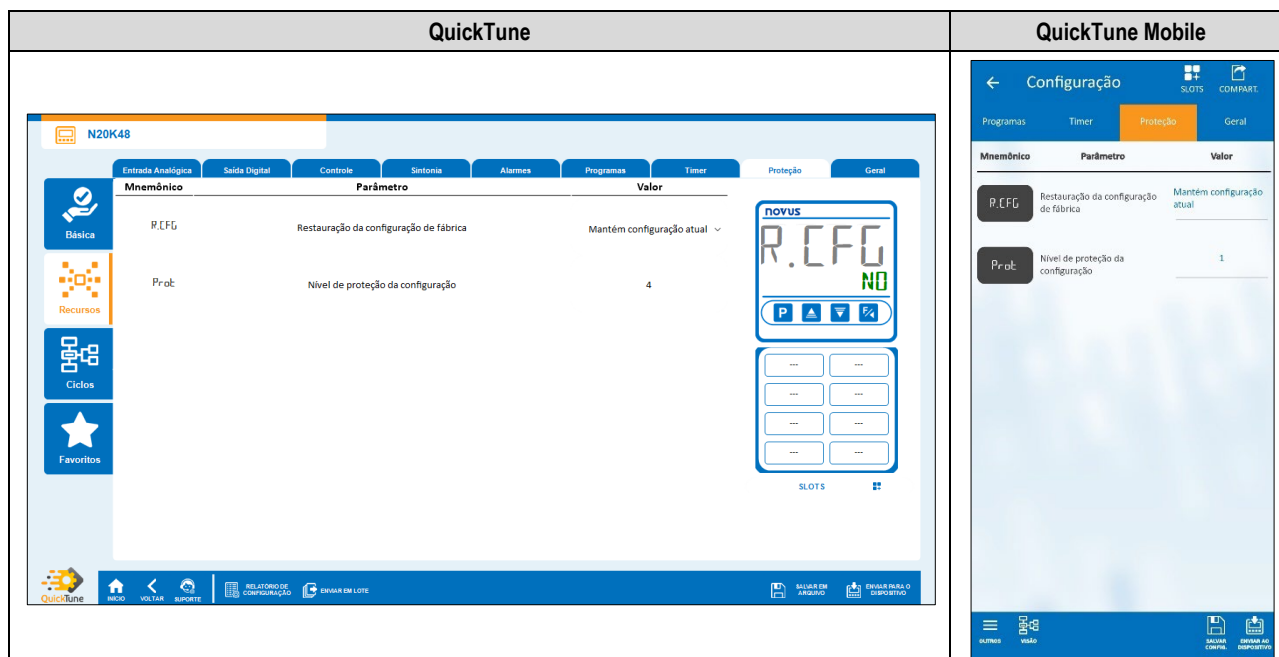 QuickTune
QuickTune Mobile
N20K48
Entrada Analógica
Saída Digital
Controle
Sintonia
Alarmes
Programas
Timer
Proteção
Geral
Básica
Recursos
Ciclos
Favoritos
Mnemônico
Parâmetro
Valor
R.CFG
Restauração da configuração de fábrica
Mantém configuração atual
Prot
Nível de proteção da configuração
4
novus
R.CFG
NO
P
F/
---
---
---
---
---
---
---
---
SLOTS
QuickTune
INÍCIO
VOLTAR
SUPORTE
RELATÓRIO DE
CONFIGURAÇÃO
ENVIAR EM LOTE
SALVAR EM
ARQUIVO
ENVIAR PARA O
DISPOSITIVO
Configuração
SLOTS
COMPART.
Programas
Timer
Proteção
Geral
Mnemônico
Parâmetro
Valor
R.CFG
Restauração da configuração
de fábrica
Mantém configuração
atual
Prot
Nível de proteção da
configuração
1
OUTROS
VISÃO
SALVAR
CONFIG.
ENVIAR AO
DISPOSITIVO